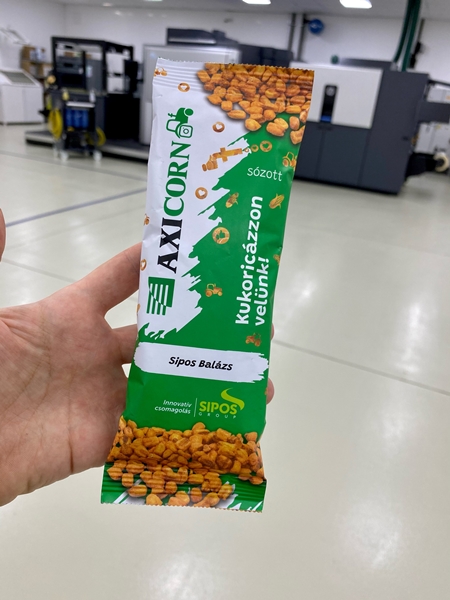 AXICORN
sózott
Kukoricázzon
velünk!
Sipos Balázs
Innovatív
csomagolás
SIPOS
GROUP